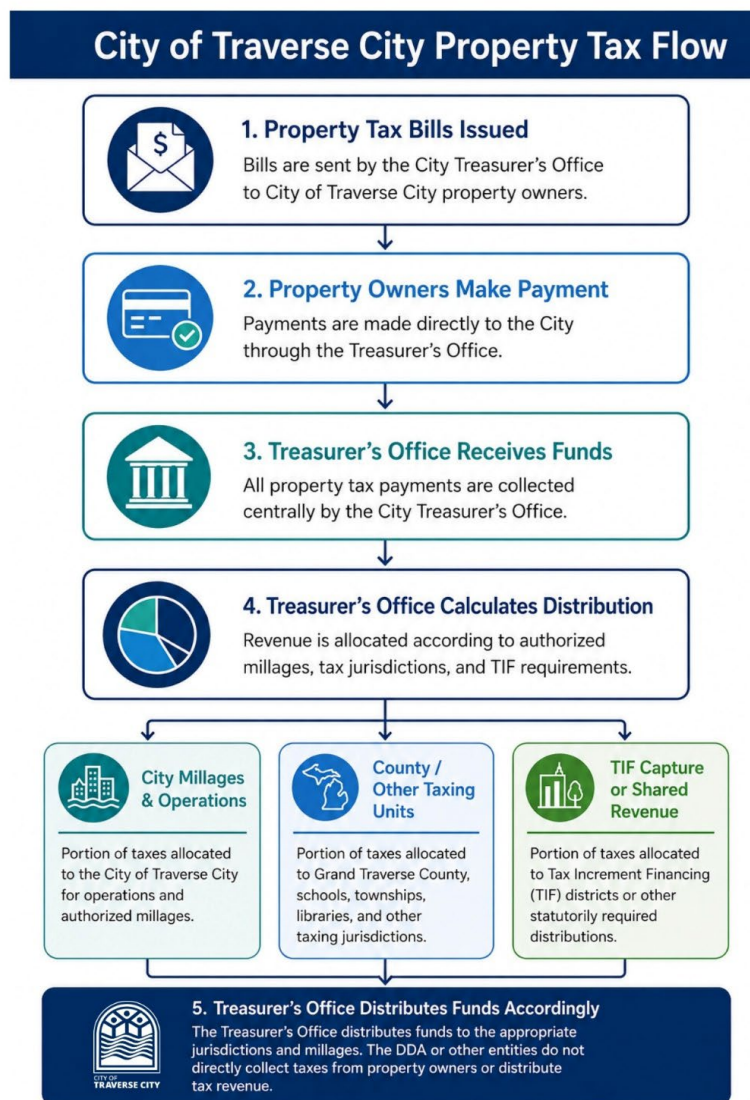 City of Traverse City Property Tax Flow
$
1. Property Tax Bills Issued
Bills are sent by the City Treasurer's Office
to City of Traverse City property owners.
2. Property Owners Make Payment
Payments are made directly to the City
through the Treasurer's Office.
3. Treasurer's Office Receives Funds
All property tax payments are collected
centrally by the City Treasurer's Office.
4. Treasurer's Office Calculates Distribution
Revenue is allocated according to authorized
millages, tax jurisdictions, and TIF requirements.
City Millages
& Operations
Portion of taxes allocated
to the City of Traverse City
for operations and
authorized millages.
County /
Other Taxing
Units
Portion of taxes allocated
to Grand Traverse County,
schools, townships,
libraries, and other
taxing jurisdictions.
TIF Capture
or Shared
Revenue
Portion of taxes allocated
to Tax Increment Financing
(TIF) districts or other
statutorily required
distributions.
5. Treasurer's Office Distributes Funds Accordingly
The Treasurer's Office distributes funds to the appropriate
jurisdictions and millages. The DDA or other entities do not
directly collect taxes from property owners or distribute
tax revenue.
CITY OF
TRAVERSE CITY